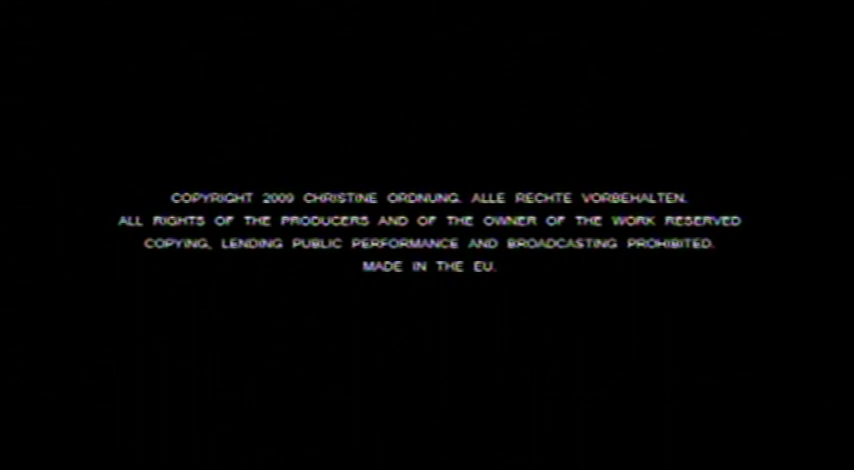 COPYRIGHT 2009 CHRISTINE ORDNUNG. ALLE RECHTE VORBEHALTEN.
ALL RIGHTS OF THE PRODUCERS AND OF THE OWNER OF THE WORK RESERVED
COPYING, LENDING PUBLIC PERFORMANCE AND BROADCASTING PROHIBITED.
MADE IN THE EU.